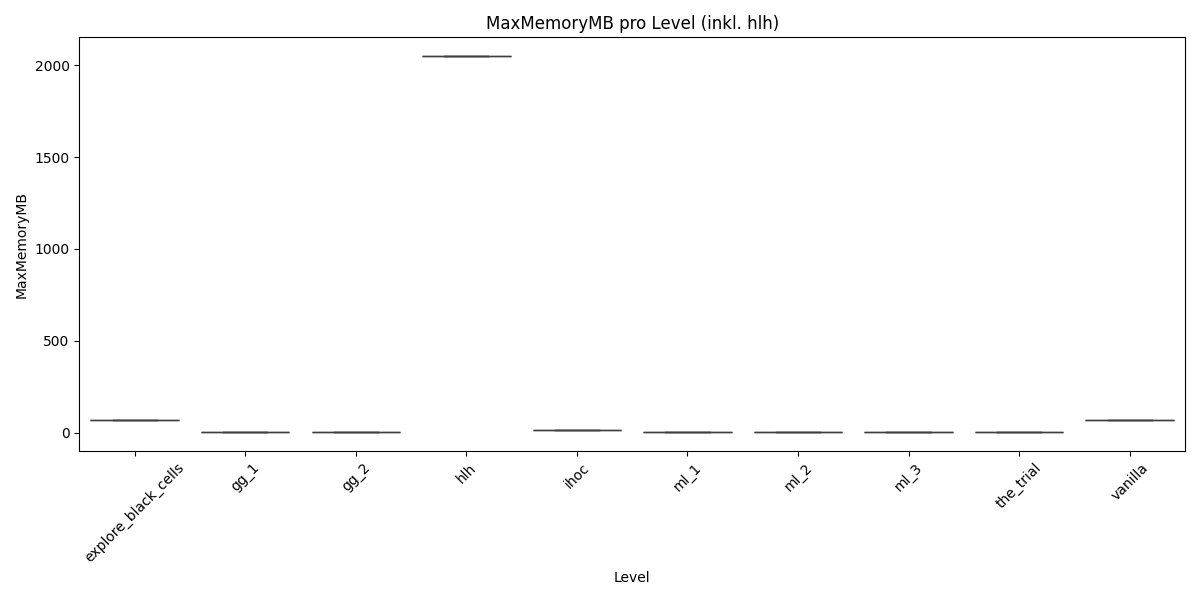 MaxMemoryMB pro Level (inkl. hlh)
MaxMemoryMB
2000
1500
1000
500
0
explore_black_cells
gg_1
gg_2
hlh
ihoc
ml_1
ml_2
ml_3
the_trial
vanilla
Level